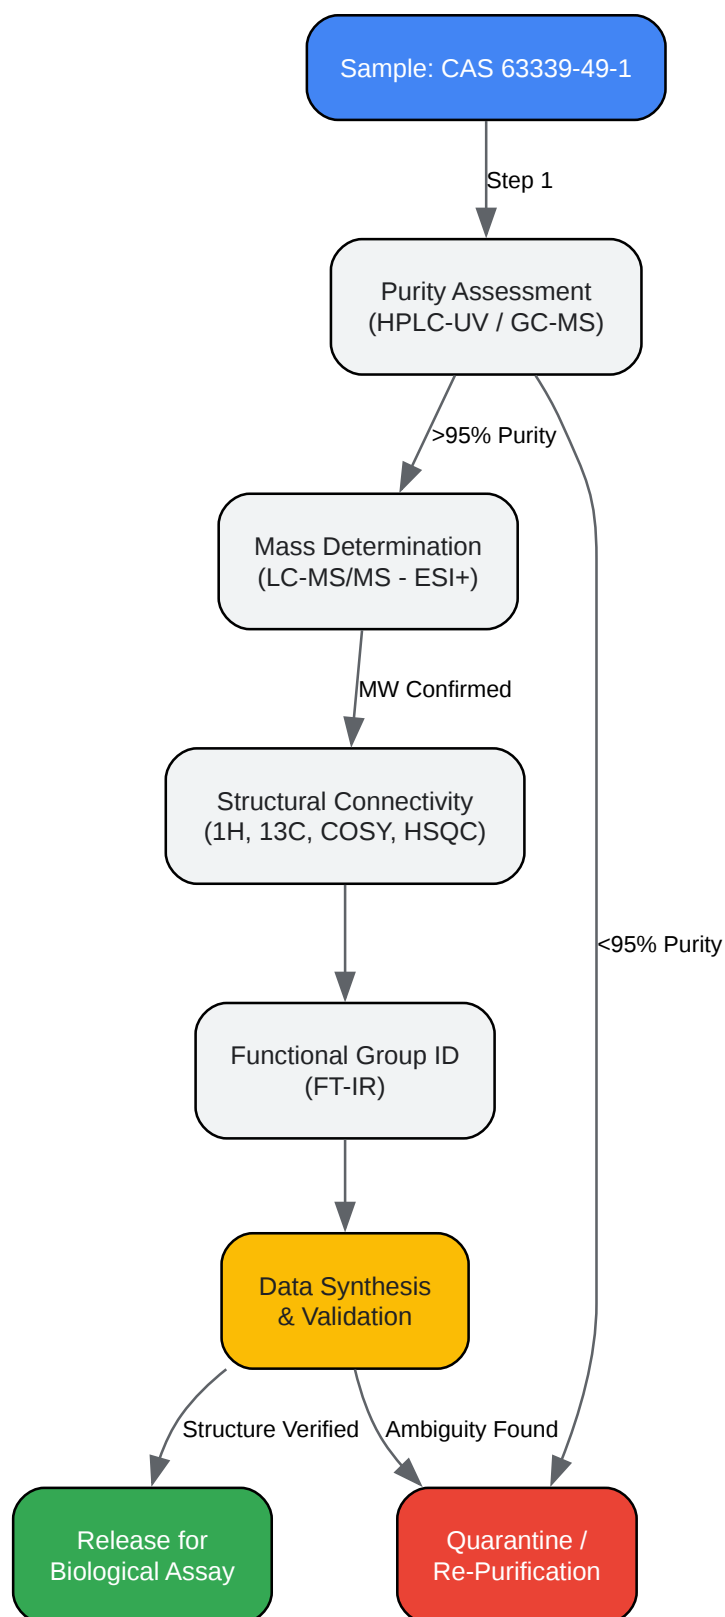 Sample: CAS 63339-49-1
Step 1
Purity Assessment
(HPLC-UV / GC-MS)
>95% Purity
Mass Determination
(LC-MS/MS - ESI+)
MW Confirmed
Structural Connectivity
(1H, 13C, COSY, HSQC)
<95% Purity
Functional Group ID
(FT-IR)
Data Synthesis
& Validation
Structure Verified
Ambiguity Found
Release for
Biological Assay
Quarantine /
Re-Purification